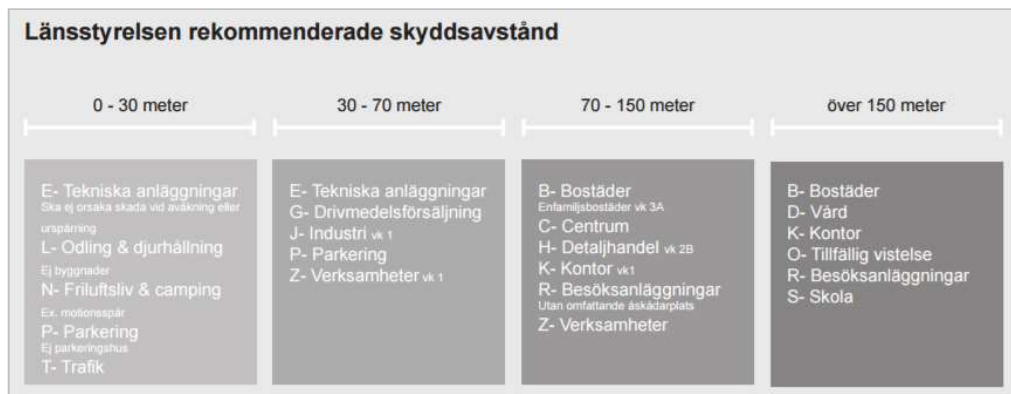 Länsstyrelsen rekommenderade skyddsavstånd
0 - 30 meter
30 - 70 meter
70 - 150 meter
över 150 meter
E- Tekniska anläggningar
Ska ej orsaka skada vid avåkning eller
urspårning
L- Odling & djurhållning
Ej byggnader
N- Friluftsliv & camping
Ex. motionsspår
P- Parkering
Ej parkeringshus
T- Trafik
E- Tekniska anläggningar
G- Drivmedelsförsäljning
J- Industri vk 1
P- Parkering
Z- Verksamheter vk 1
B- Bostäder
Enfamiljsbostäder vk 3A
C- Centrum
H- Detaljhandel vk 2B
K- Kontor vk1
R- Besöksanläggningar
Utan omfattande åskådarplats
Z- Verksamheter
B- Bostäder
D- Vård
K- Kontor
O- Tillfällig vistelse
R- Besöksanläggningar
S- Skola